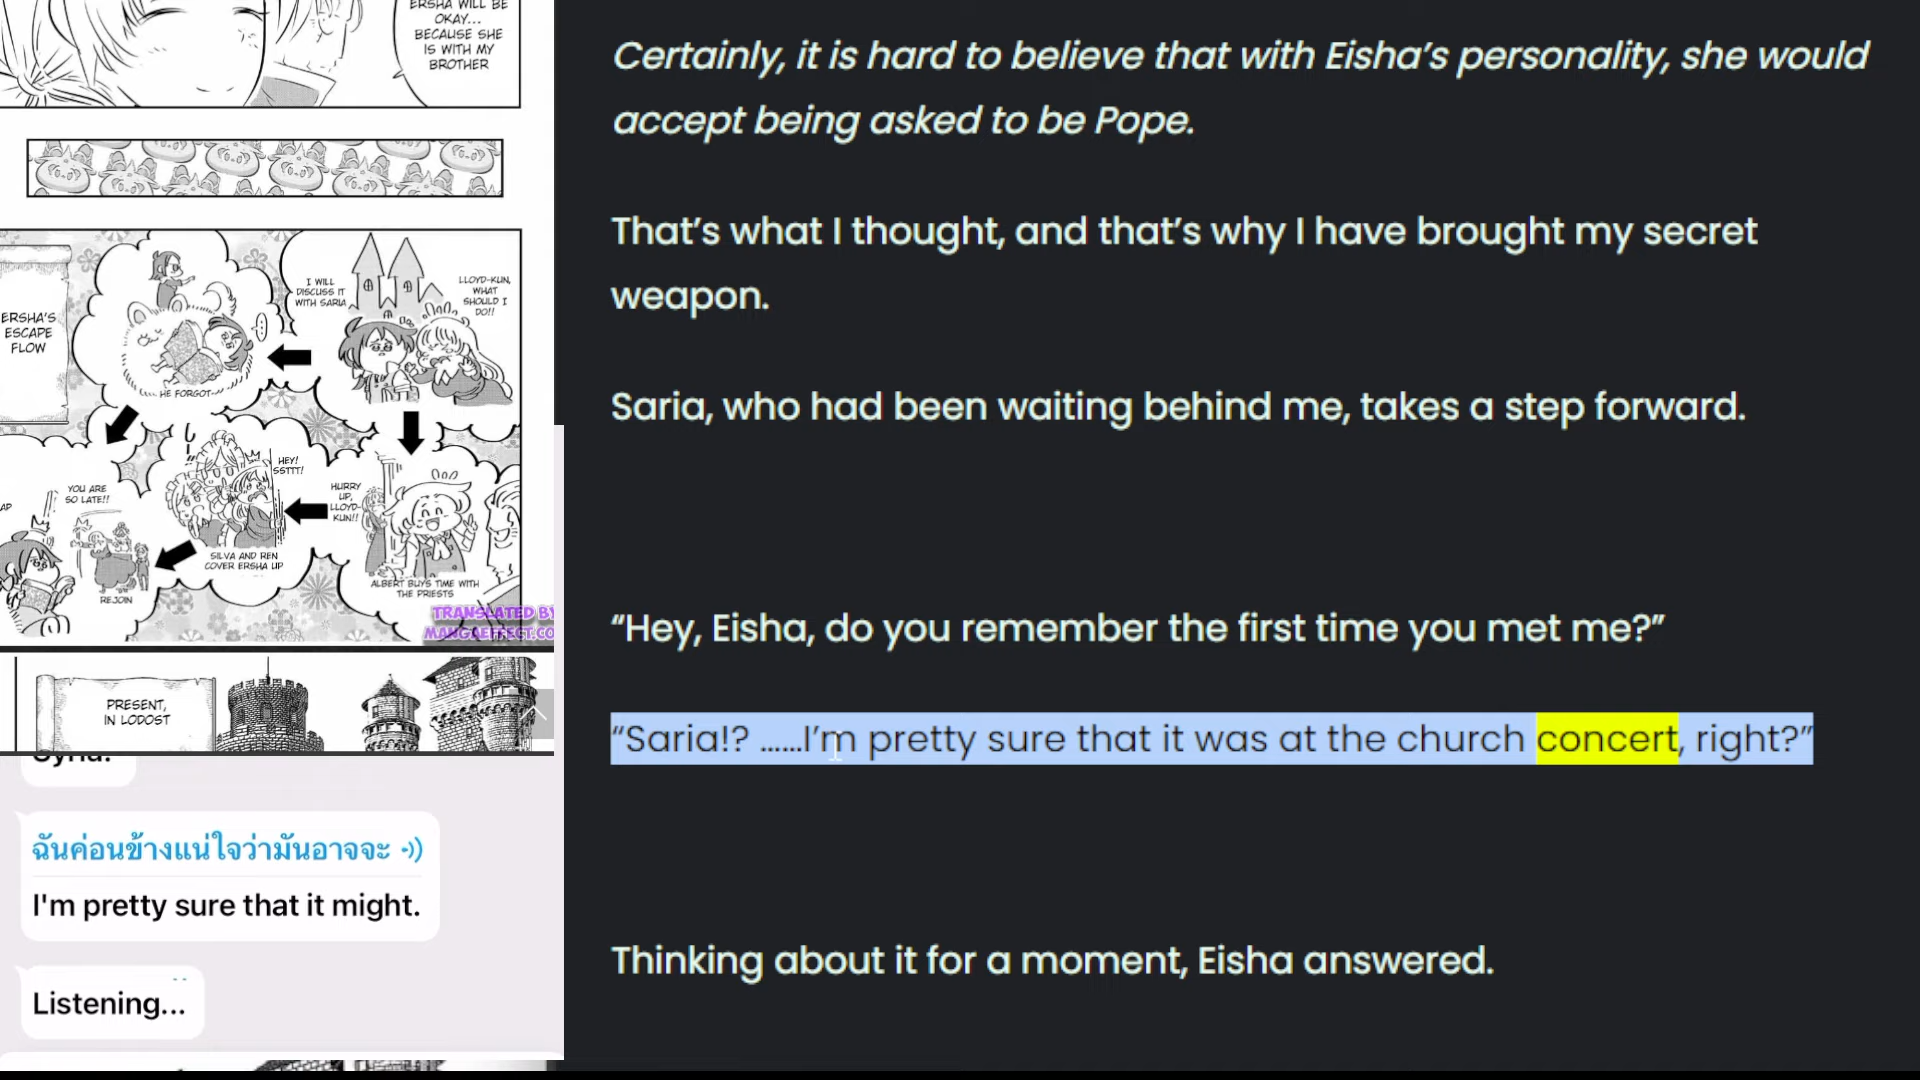 ERSHA WILL BE
OKAY...
BECAUSE SHE
IS WITH MY
BROTHER
ERSHA'S
ESCAPE
FLOW
I WILL
DISCUSS IT
WITH SARIA
LLOYD-KUN,
WHAT
SHOULD I
DO!!
HE FORGOT
YOU ARE
SO LATE!!
REJOIN
HEY!
SSTTT!
SILVA AND REN
COVER ERSHA UP
HURRY
UP,
LLOYD-
KUN!!
ALBERT BUYS TIME WITH
THE PRIESTS
TRANSLATED BY
MANGAEFFECT.CO
PRESENT,
IN LODOST
ฉันค่อนข้างแน่ใจว่ามันอาจจะ
I'm pretty sure that it might.
Listening...
Certainly, it is hard to believe that with Eisha’s personality, she would
accept being asked to be Pope.
That’s what I thought, and that’s why I have brought my secret
weapon.
Saria, who had been waiting behind me, takes a step forward.
“Hey, Eisha, do you remember the first time you met me?”
“Saria!? ……I’m pretty sure that it was at the church concert, right?”
Thinking about it for a moment, Eisha answered.